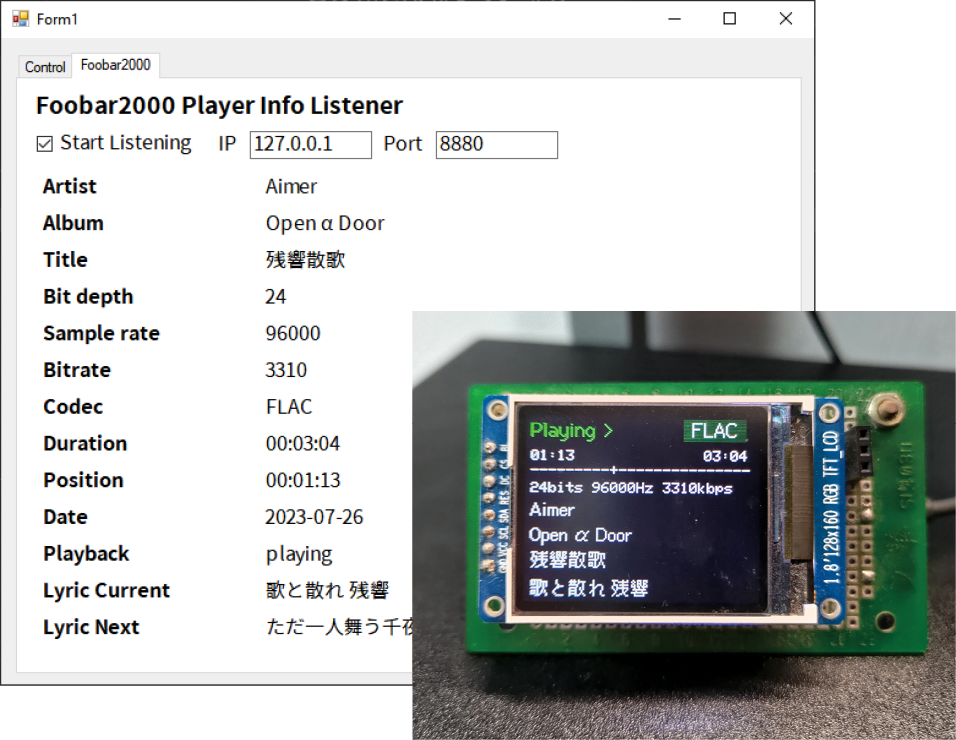 Form1
Control Foobar2000
Foobar2000 Player Info Listener
Start Listening IP 127.0.0.1 Port 8880
Artist Aimer
Album Open α Door
Title 残響散歌
Bit depth 24
Sample rate 96000
Bitrate 3310
Codec FLAC
Duration 00:03:04
Position 00:01:13
Date 2023-07-26
Playback playing
Lyric Current 歌と散れ 残響
Lyric Next ただ一人舞う千夜
Playing > FLAC
01:13 03:04
24bits 96000Hz 3310kbps
Aimer
Open α Door
残響散歌
歌と散れ 残響
GND VCC SCL SDA RES DC CS BL
1.8'128x160 RGB TFT_LCD